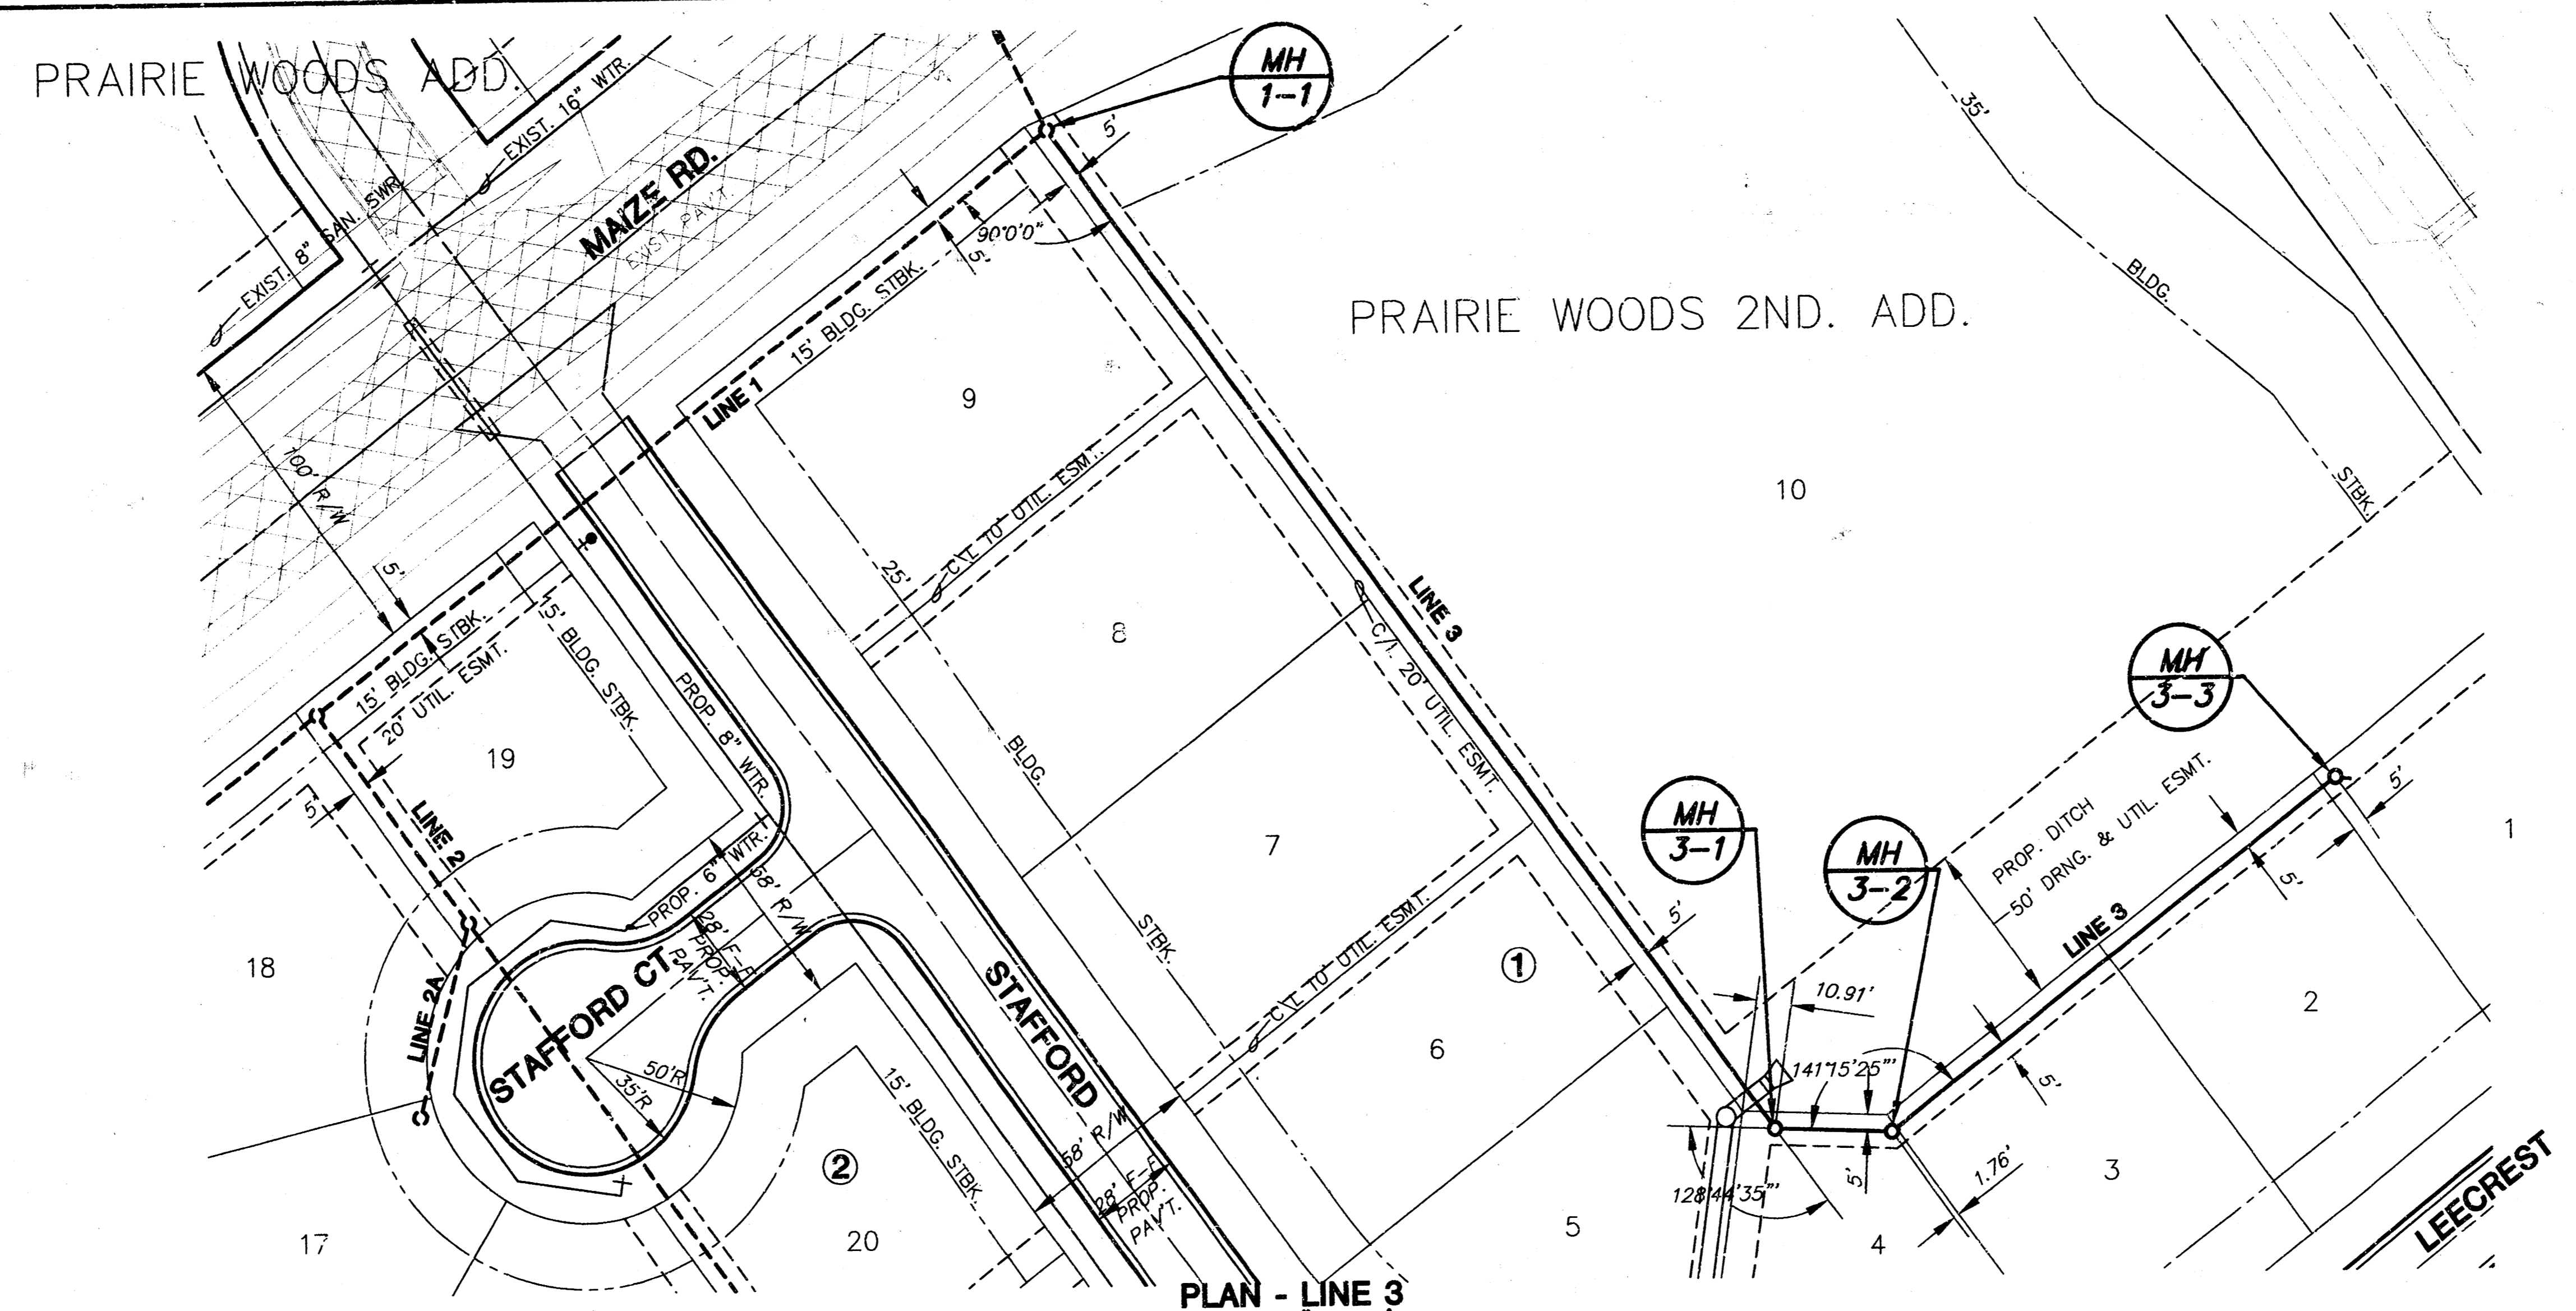 PRAIRIE WOODS ADD.
EXIST. 16" WTR.
MH
1-1
5'
35'
EXIST. 8" SAN. SWR.
MAIZE RD.
EXIST. PAV'T.
90°0'0"
5'
BLDG.
STBK.
PRAIRIE WOODS 2ND. ADD.
15' BLDG. STBK.
LINE 1
9
10
100' R/W
5'
C\L 10' UTIL. ESMT.
25'
8
LINE 3
C/L 20' UTIL. ESMT.
15' BLDG. STBK.
20' UTIL. ESMT.
15' BLDG. STBK.
PROP. 8" WTR.
MH
3-3
19
BLDG.
5'
LINE 2
MH
3-1
MH
3-2
PROP. DITCH
50' DRNG. & UTIL. ESMT.
5'
5'
1
7
PROP. 6" WTR.
58' R/W
28' F-F
PROP.
PAV'T.
STBK.
C\L 10' UTIL. ESMT.
5'
LINE 3
18
STAFFORD CT.
LINE 2A
STAFFORD
1
10.91'
2
6
50'R
35'R
141°15'25"
5'
15' BLDG. STBK.
58' R/W
28' F-F
PROP.
PAV'T.
2
128°44'35"
5'
1.76'
3
LEECREST
17
20
5
4
PLAN - LINE 3